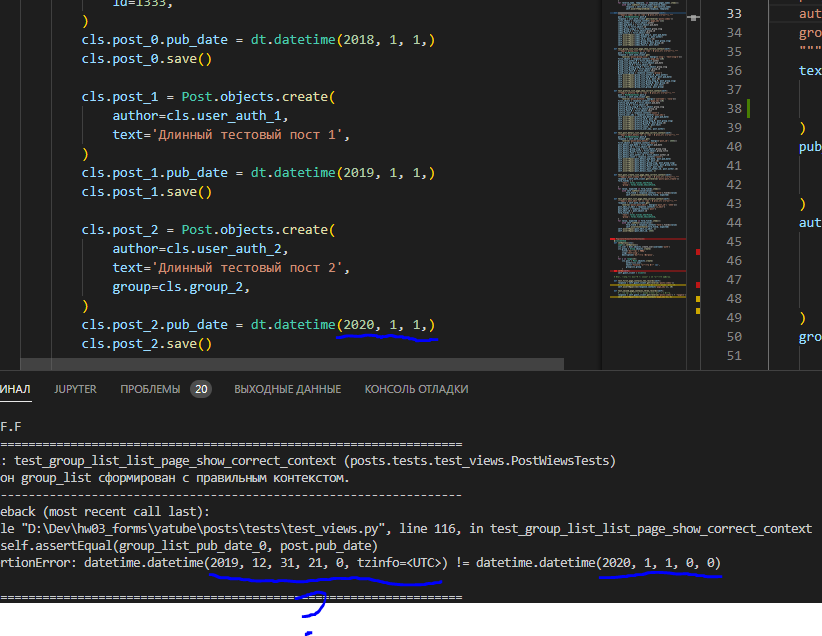 id=1333,
)
cls.post_0.pub_date = dt.datetime(2018, 1, 1,)
cls.post_0.save()
cls.post_1 = Post.objects.create(
author=cls.user_auth_1,
text='Длинный тестовый пост 1',
)
cls.post_1.pub_date = dt.datetime(2019, 1, 1,)
cls.post_1.save()
cls.post_2 = Post.objects.create(
author=cls.user_auth_2,
text='Длинный тестовый пост 2',
group=cls.group_2,
)
cls.post_2.pub_date = dt.datetime(2020, 1, 1,)
cls.post_2.save()
33 aut
34 gro
35 """
36 tex
37
38
39 )
40 pub
41
42
43 )
44 aut
45
46
47
48
49 )
50 gro
51
ИНАЛ JUPYTER ПРОБЛЕМЫ 20 ВЫХОДНЫЕ ДАННЫЕ КОНСОЛЬ ОТЛАДКИ
F.F
======================================================================
: test_group_list_list_page_show_correct_context (posts.tests.test_views.PostWiewsTests)
он group_list сформирован с правильным контекстом.
----------------------------------------------------------------------
eback (most recent call last):
le "D:\Dev\hw03_forms\yatube\posts\tests\test_views.py", line 116, in test_group_list_list_page_show_correct_context
self.assertEqual(group_list_pub_date_0, post.pub_date)
rtionError: datetime.datetime(2019, 12, 31, 21, 0, tzinfo=<UTC>) != datetime.datetime(2020, 1, 1, 0, 0)
======================================================================